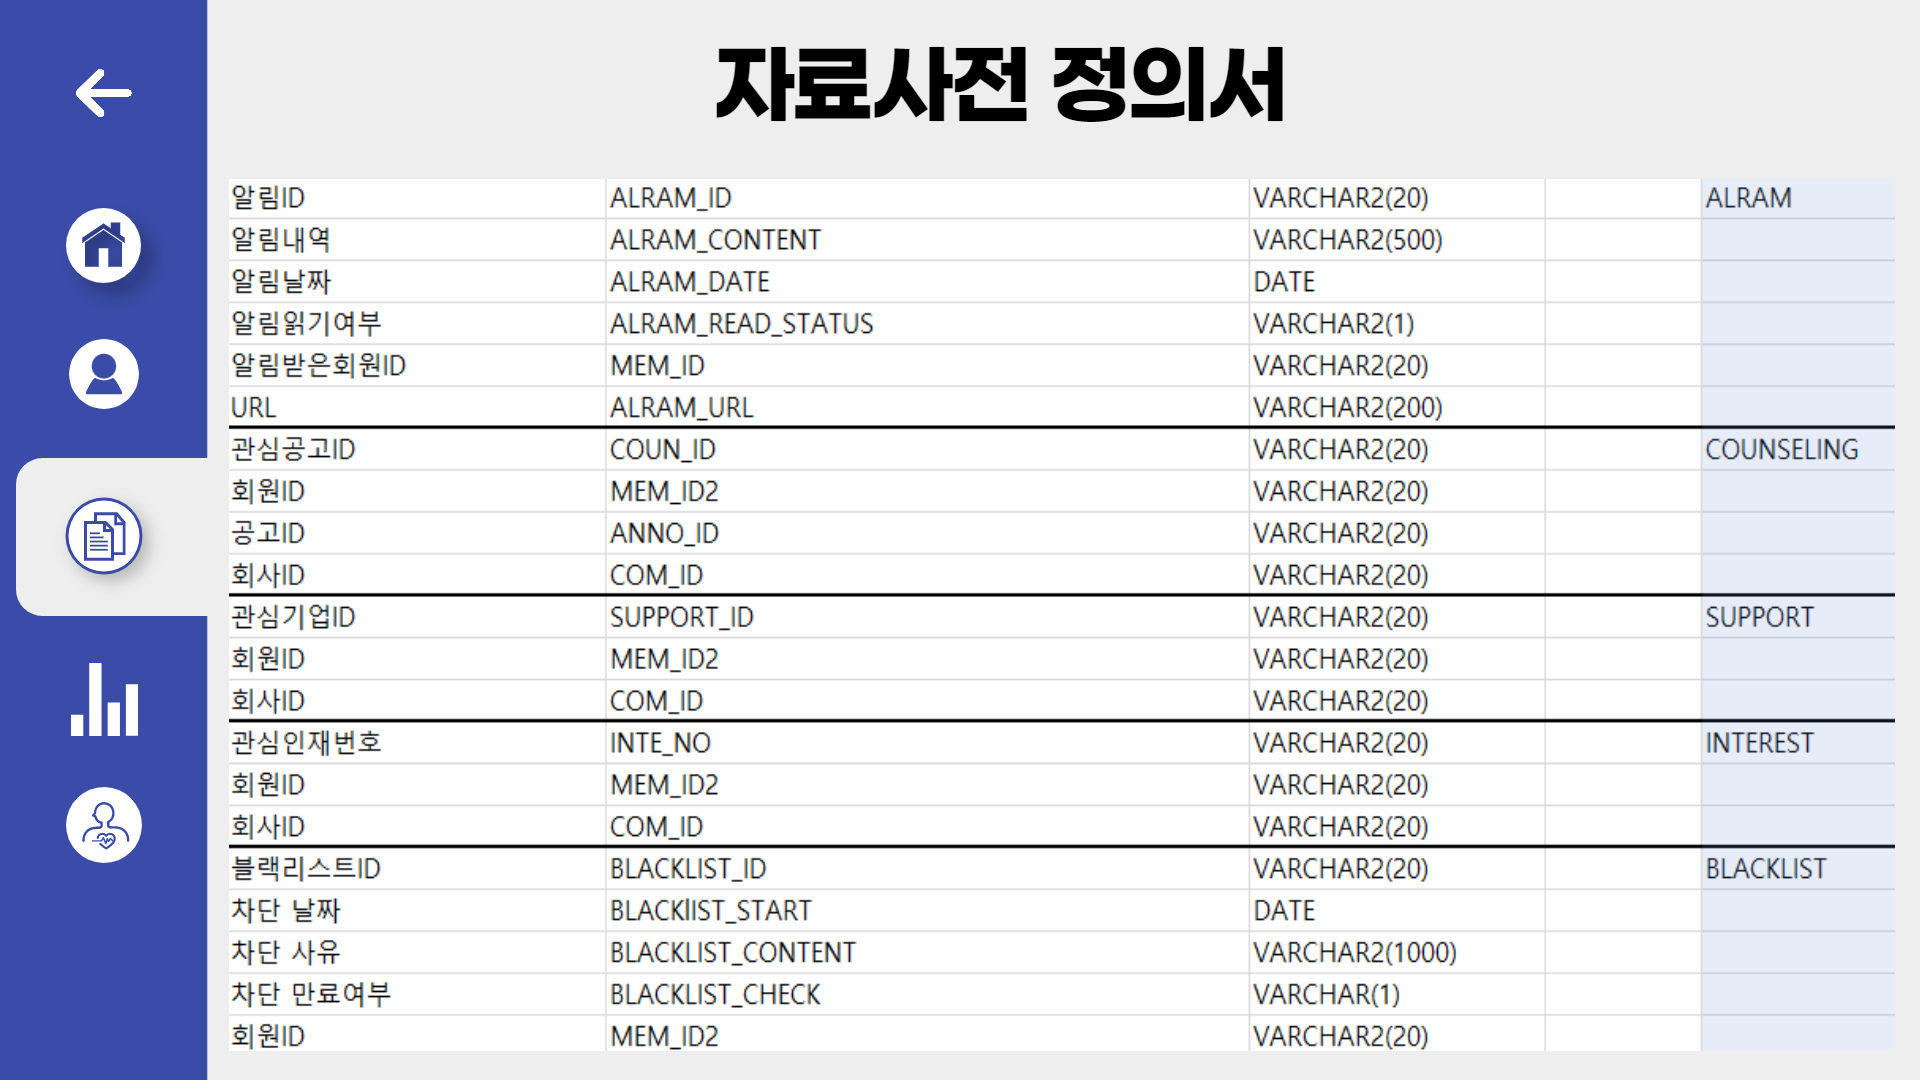 자료사전 정의서
알림ID ALRAM_ID VARCHAR2(20) ALRAM
알림내역 ALRAM_CONTENT VARCHAR2(500)
알림날짜 ALRAM_DATE DATE
알림읽기여부 ALRAM_READ_STATUS VARCHAR2(1)
알림받은회원ID MEM_ID VARCHAR2(20)
URL ALRAM_URL VARCHAR2(200)
관심공고ID COUN_ID VARCHAR2(20) COUNSELING
회원ID MEM_ID2 VARCHAR2(20)
공고ID ANNO_ID VARCHAR2(20)
회사ID COM_ID VARCHAR2(20)
관심기업ID SUPPORT_ID VARCHAR2(20) SUPPORT
회원ID MEM_ID2 VARCHAR2(20)
회사ID COM_ID VARCHAR2(20)
관심인재번호 INTE_NO VARCHAR2(20) INTEREST
회원ID MEM_ID2 VARCHAR2(20)
회사ID COM_ID VARCHAR2(20)
블랙리스트ID BLACKLIST_ID VARCHAR2(20) BLACKLIST
차단 날짜 BLACKlIST_START DATE
차단 사유 BLACKLIST_CONTENT VARCHAR2(1000)
차단 만료여부 BLACKLIST_CHECK VARCHAR(1)
회원ID MEM_ID2 VARCHAR2(20)